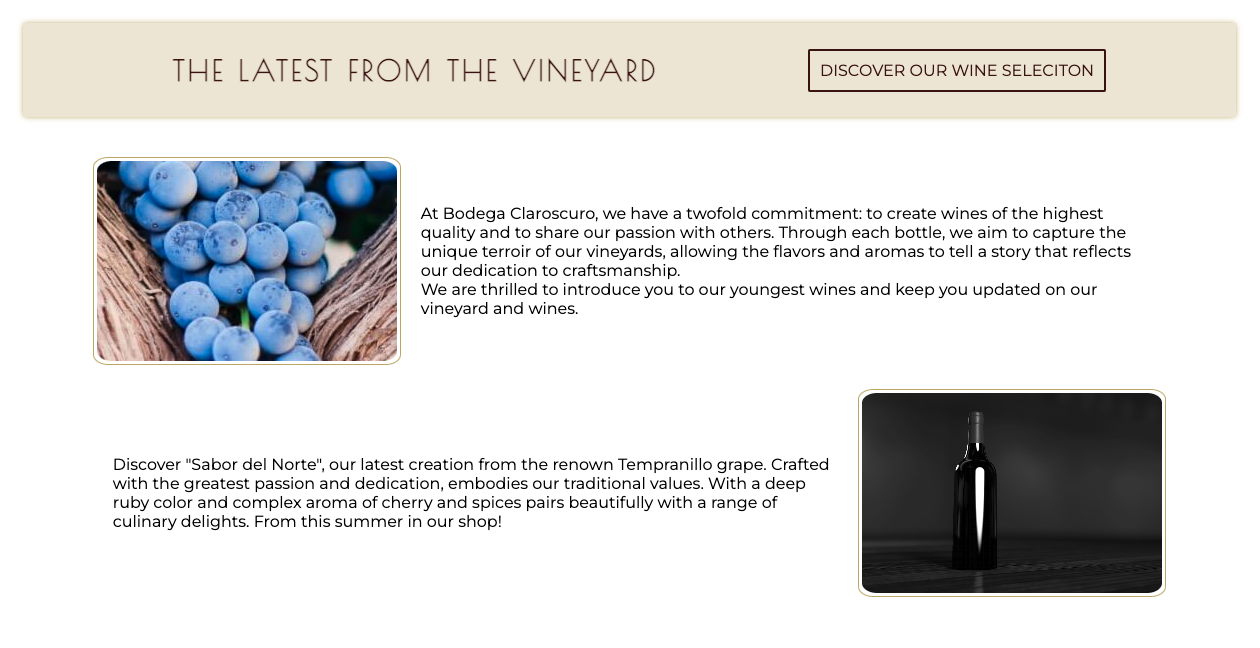 THE LATEST FROM THE VINEYARD
DISCOVER OUR WINE SELECITON
At Bodega Claroscuro, we have a twofold commitment: to create wines of the highest
quality and to share our passion with others. Through each bottle, we aim to capture the
unique terroir of our vineyards, allowing the flavors and aromas to tell a story that reflects
our dedication to craftsmanship.
We are thrilled to introduce you to our youngest wines and keep you updated on our
vineyard and wines.
Discover "Sabor del Norte", our latest creation from the renown Tempranillo grape. Crafted
with the greatest passion and dedication, embodies our traditional values. With a deep
ruby color and complex aroma of cherry and spices pairs beautifully with a range of
culinary delights. From this summer in our shop!